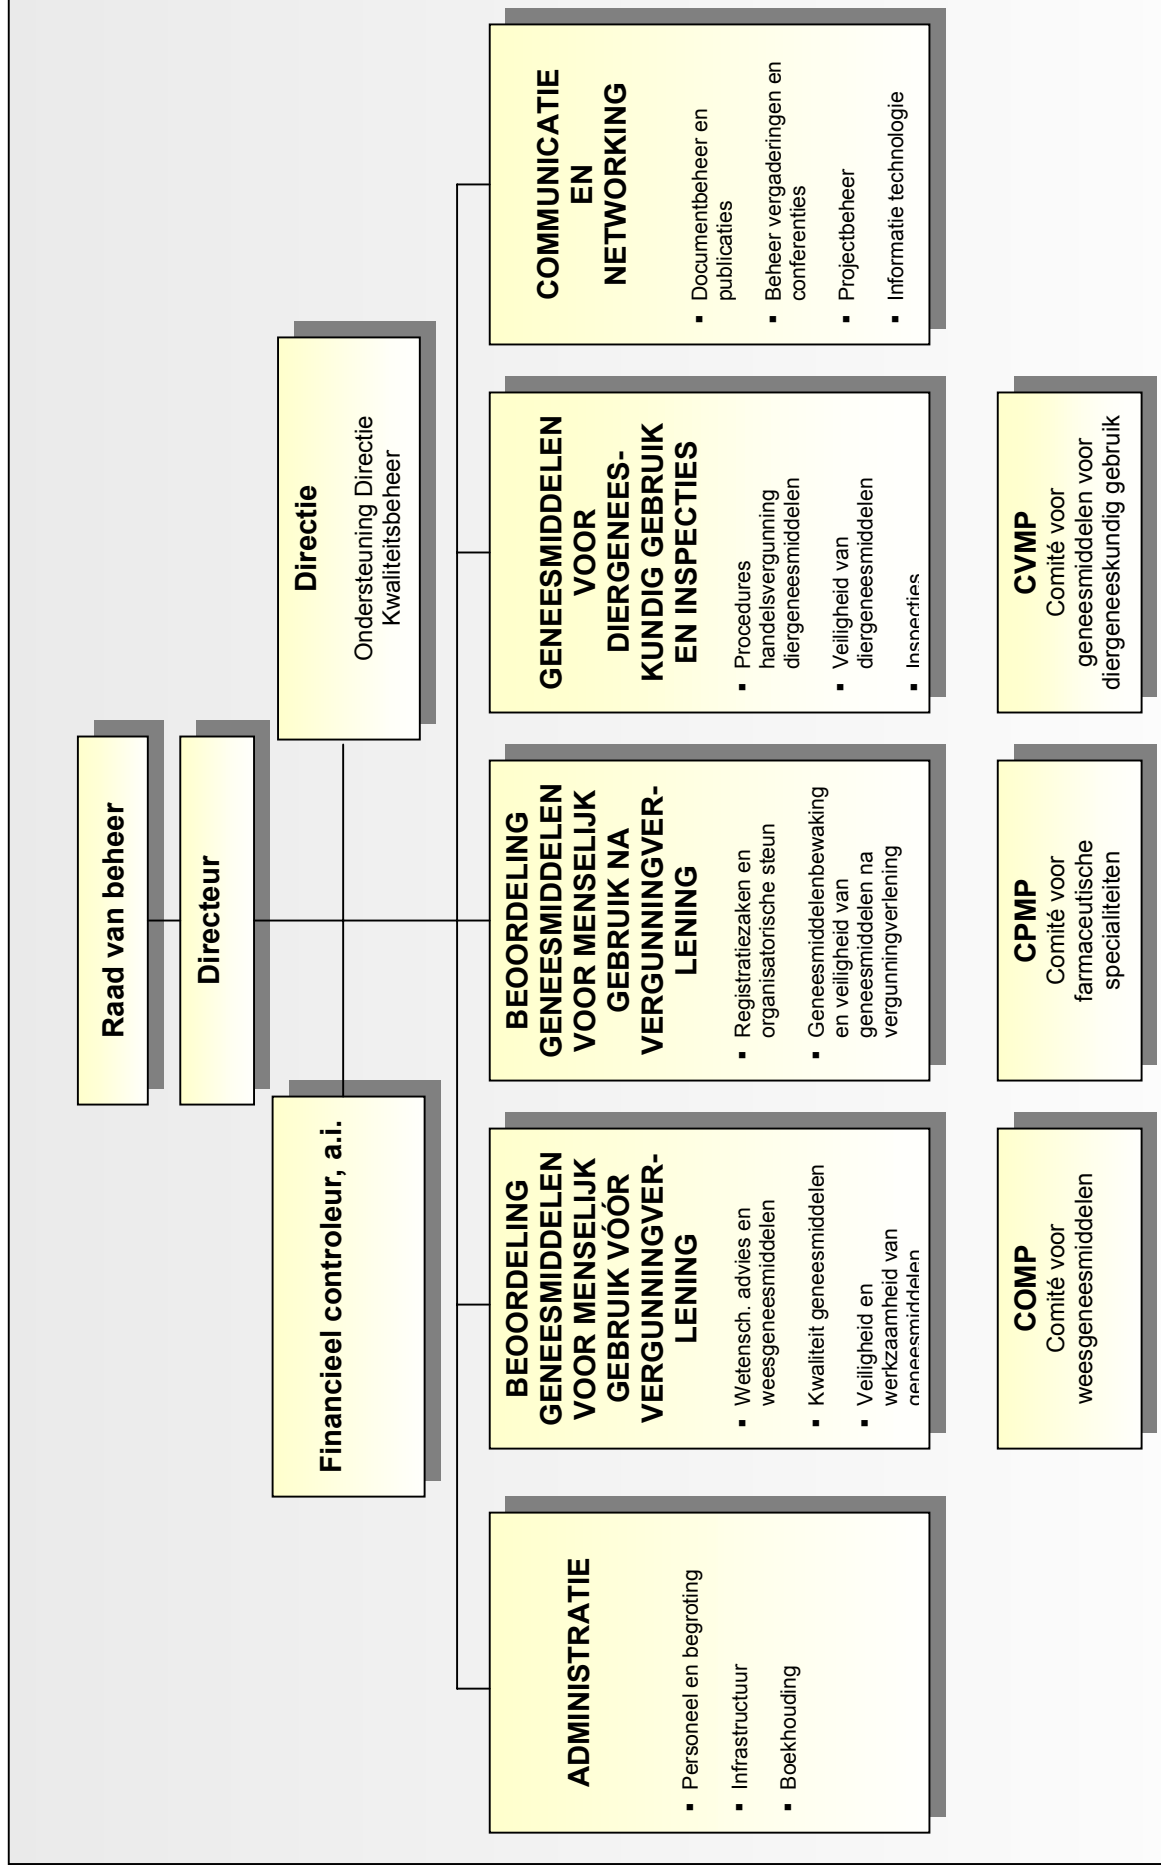 Raad van beheer
Directeur
Financieel controleur, a.i.
Directie
Ondersteuning Directie
Kwaliteitsbeheer
ADMINISTRATIE
▪ Personeel en begroting
▪ Infrastructuur
▪ Boekhouding
BEOORDELING
GENEESMIDDELEN
VOOR MENSELIJK
GEBRUIK VÓÓR
VERGUNNINGVER-
LENING
▪ Wetensch. advies en
weesgeneesmiddelen
▪ Kwaliteit geneesmiddelen
▪ Veiligheid en
werkzaamheid van
geneesmiddelen
BEOORDELING
GENEESMIDDELEN
VOOR MENSELIJK
GEBRUIK NA
VERGUNNINGVER-
LENING
▪ Registratiezaken en
organisatorische steun
▪ Geneesmiddelenbewaking
en veiligheid van
geneesmiddelen na
vergunningverlening
GENEESMIDDELEN
VOOR
DIERGENEES-
KUNDIG GEBRUIK
EN INSPECTIES
▪ Procedures
handelsvergunning
diergeneesmiddelen
▪ Veiligheid van
diergeneesmiddelen
▪ Inspecties
COMMUNICATIE
EN
NETWORKING
▪ Documentbeheer en
publicaties
▪ Beheer vergaderingen en
conferenties
▪ Projectbeheer
▪ Informatie technologie
COMP
Comité voor
weesgeneesmiddelen
CPMP
Comité voor
farmaceutische
specialiteiten
CVMP
Comité voor
geneesmiddelen voor
diergeneeskundig gebruik